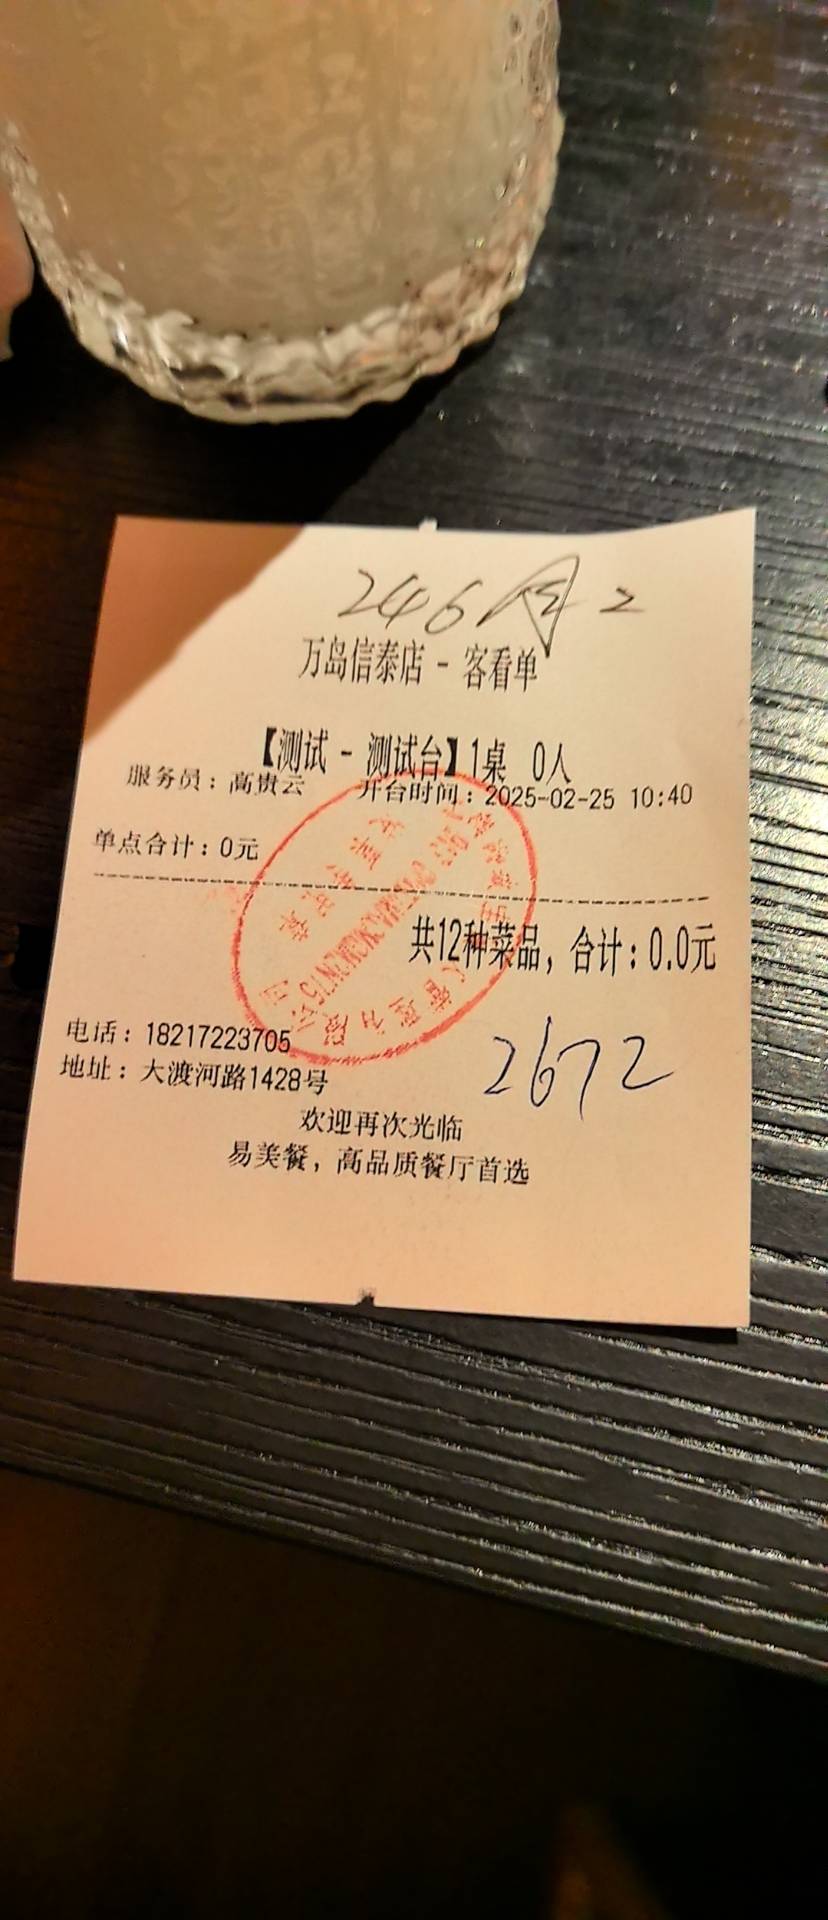 246
万岛信泰店 - 客看单
【测试 - 测试台】1桌 0人
服务员：高贵云 开台时间：2025-02-25 10:40
单点合计：0元
共12种菜品，合计：0.0元
电话：18217223705
地址：大渡河路1428号
2672
欢迎再次光临
易美餐，高品质餐厅首选